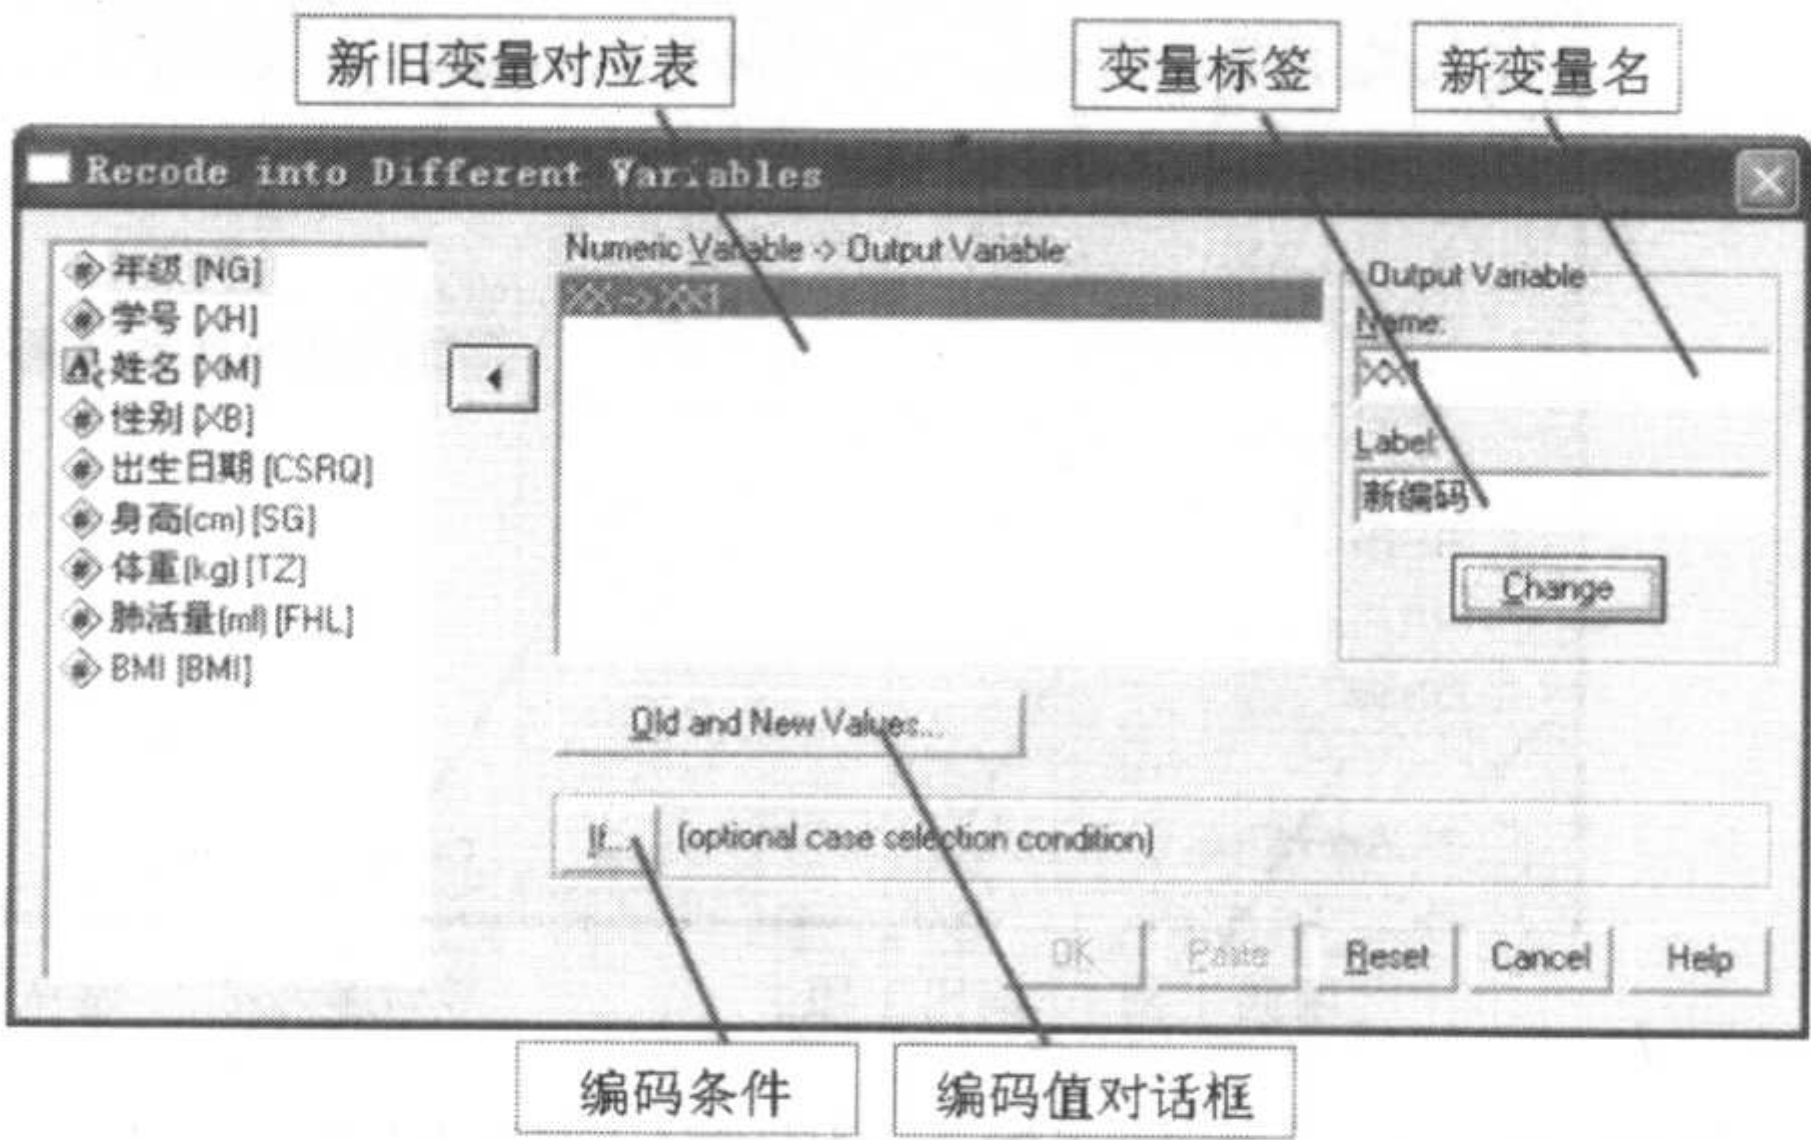 新旧变量对应表
变量标签
新变量名
Recode into Different Variables
年级 [NG]
学号 [XH]
姓名 [XM]
性别 [XB]
出生日期 [CSRQ]
身高(cm) [SG]
体重(kg) [TZ]
肺活量(ml) [FHL]
BMI [BMI]
Numeric Variable -> Output Variable:
XX -> XX1
Output Variable
Name:
XX1
Label:
新编码
Change
Old and New Values...
If...
(optional case selection condition)
OK
Paste
Reset
Cancel
Help
编码条件
编码值对话框